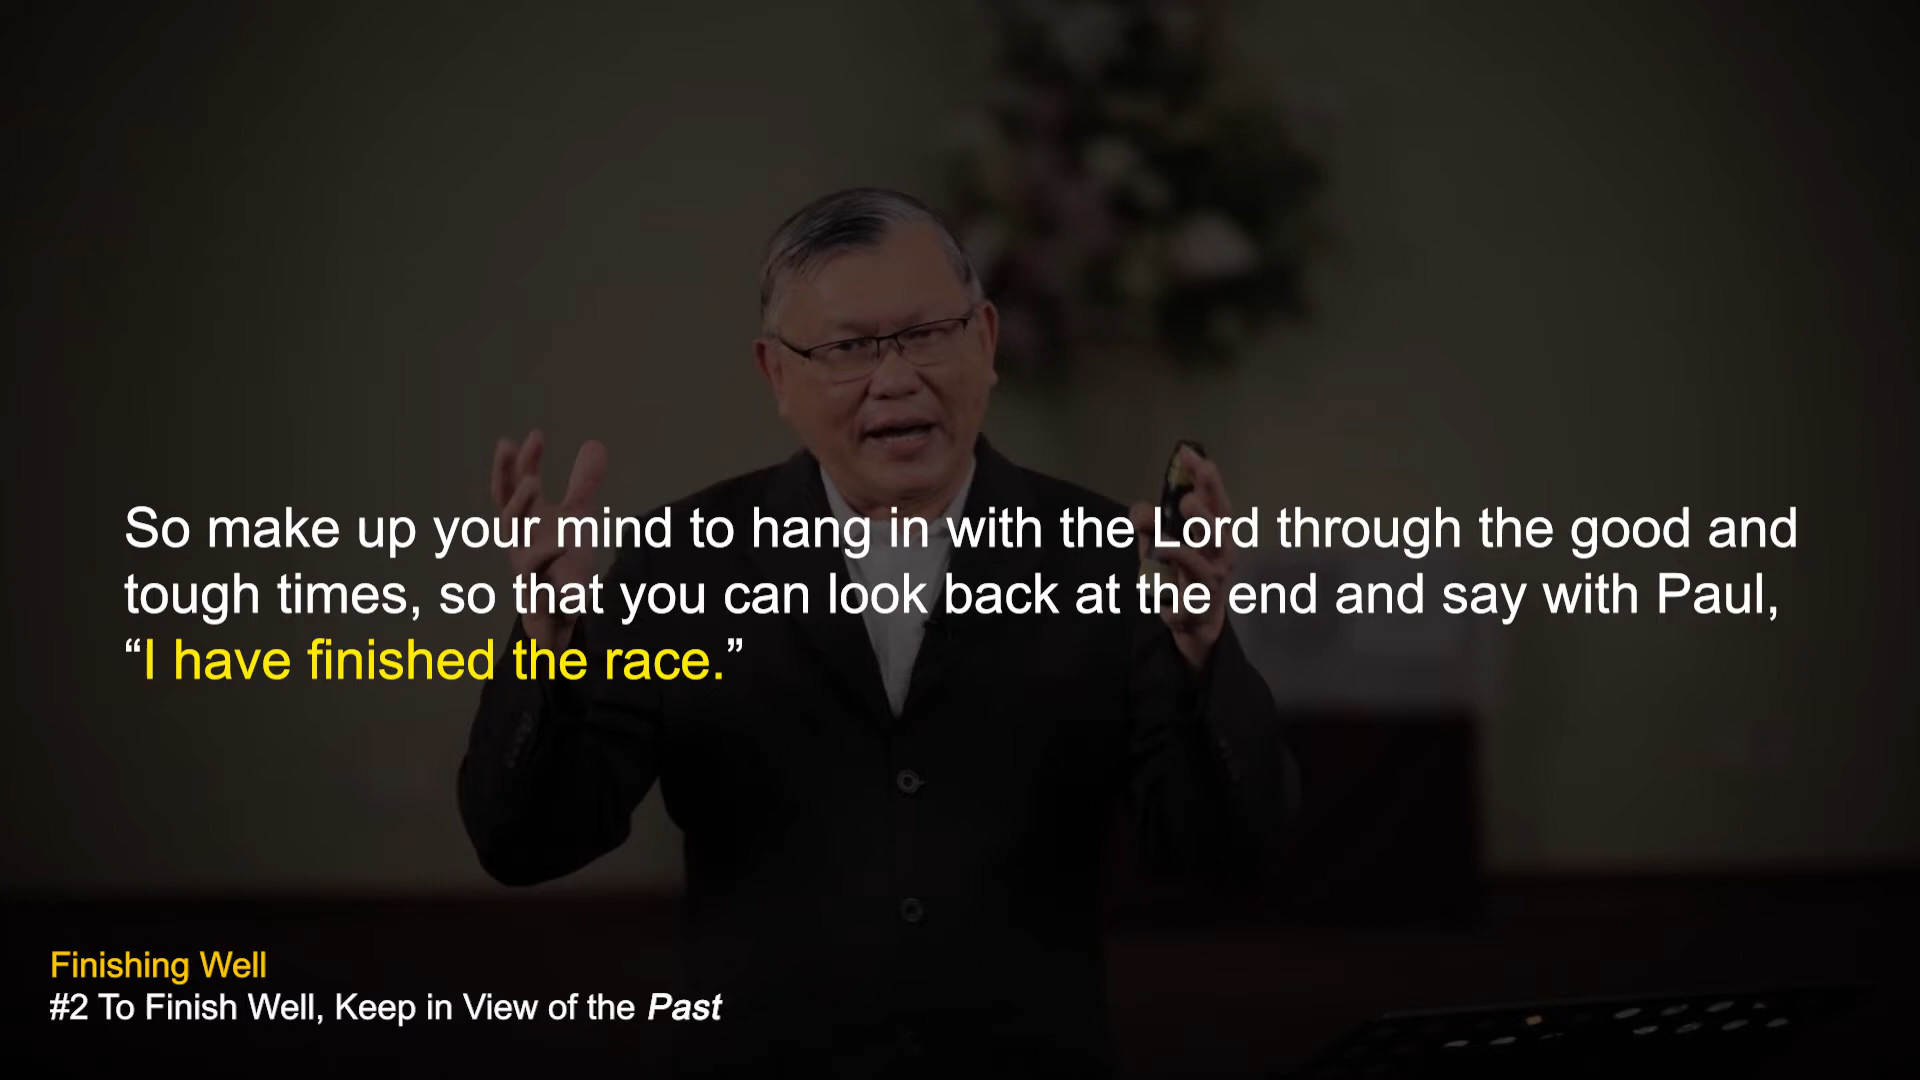 So make up your mind to hang in with the Lord through the good and
tough times, so that you can look back at the end and say with Paul,
“I have finished the race.”
Finishing Well
#2 To Finish Well, Keep in View of the Past